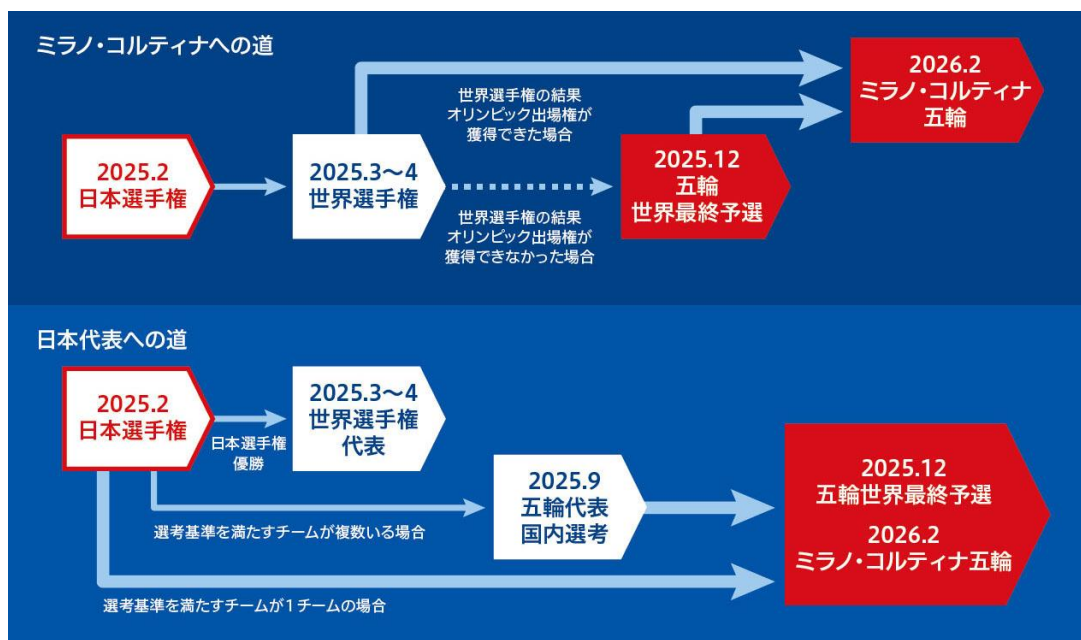 ミラノ・コルティナへの道
2025.2
日本選手権
2025.3〜4
世界選手権
世界選手権の結果
オリンピック出場権が
獲得できた場合
世界選手権の結果
オリンピック出場権が
獲得できなかった場合
2025.12
五輪
世界最終予選
2026.2
ミラノ・コルティナ
五輪
日本代表への道
2025.2
日本選手権
日本選手権
優勝
2025.3〜4
世界選手権
代表
選考基準を満たすチームが複数いる場合
2025.9
五輪代表
国内選考
選考基準を満たすチームが1チームの場合
2025.12
五輪世界最終予選
2026.2
ミラノ・コルティナ五輪